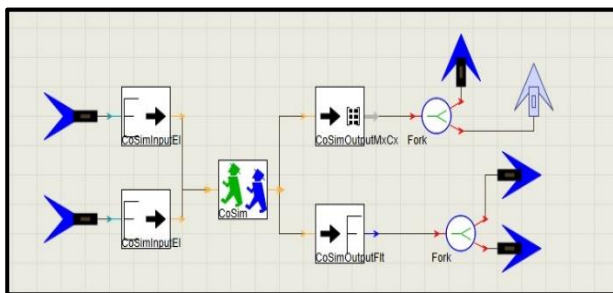 CoSimInputEl
CoSimOutputMxCx
Fork
CoSim
CoSimInputEl
CoSimOutputFlt
Fork